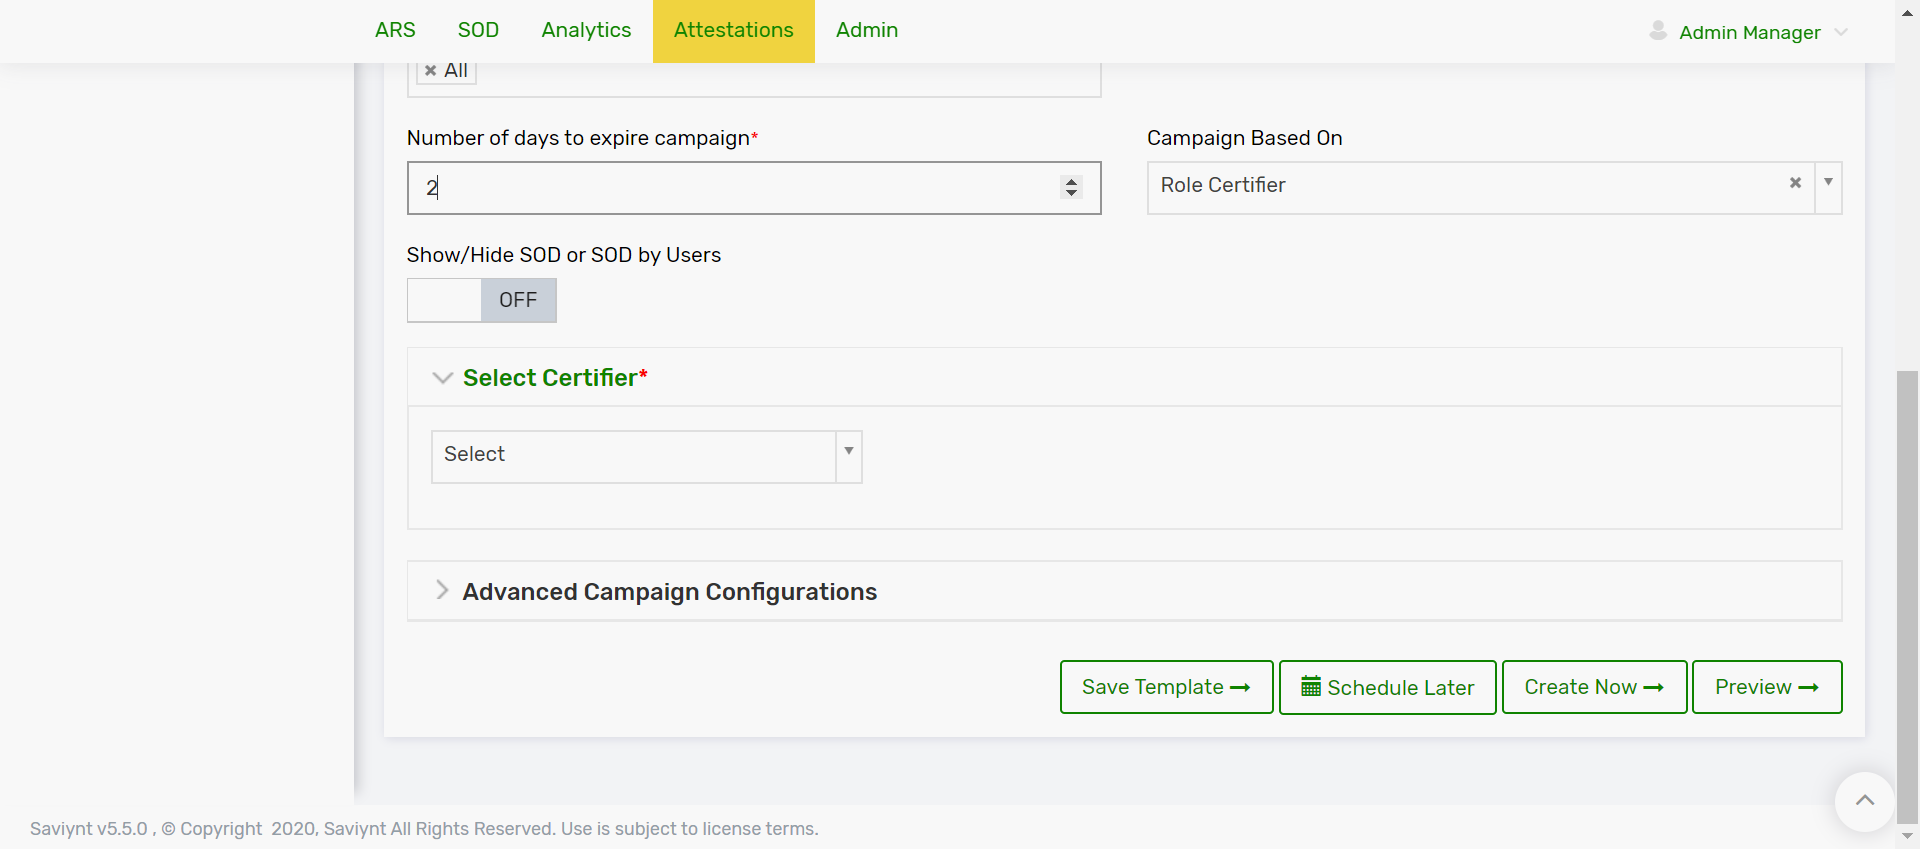 ARS SOD Analytics Attestations Admin Admin Manager
All
Number of days to expire campaign* Campaign Based On
2 Role Certifier
Show/Hide SOD or SOD by Users
OFF
Select Certifier*
Select
Advanced Campaign Configurations
Save Template Schedule Later Create Now Preview
Saviynt v5.5.0 , © Copyright 2020, Saviynt All Rights Reserved. Use is subject to license terms.